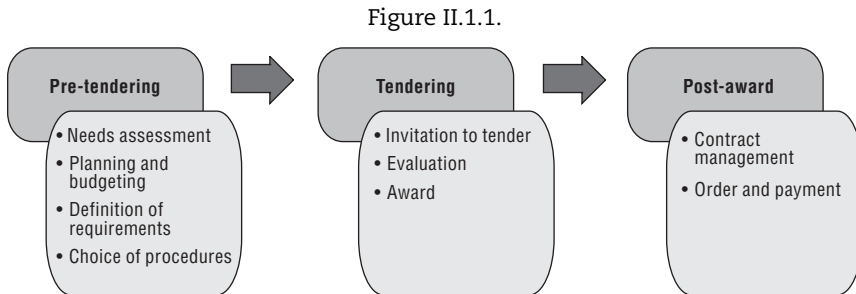 Figure II.1.1.
Pre-tendering
• Needs assessment
• Planning and
budgeting
• Definition of
requirements
• Choice of procedures
Tendering
• Invitation to tender
• Evaluation
• Award
Post-award
• Contract
management
• Order and payment